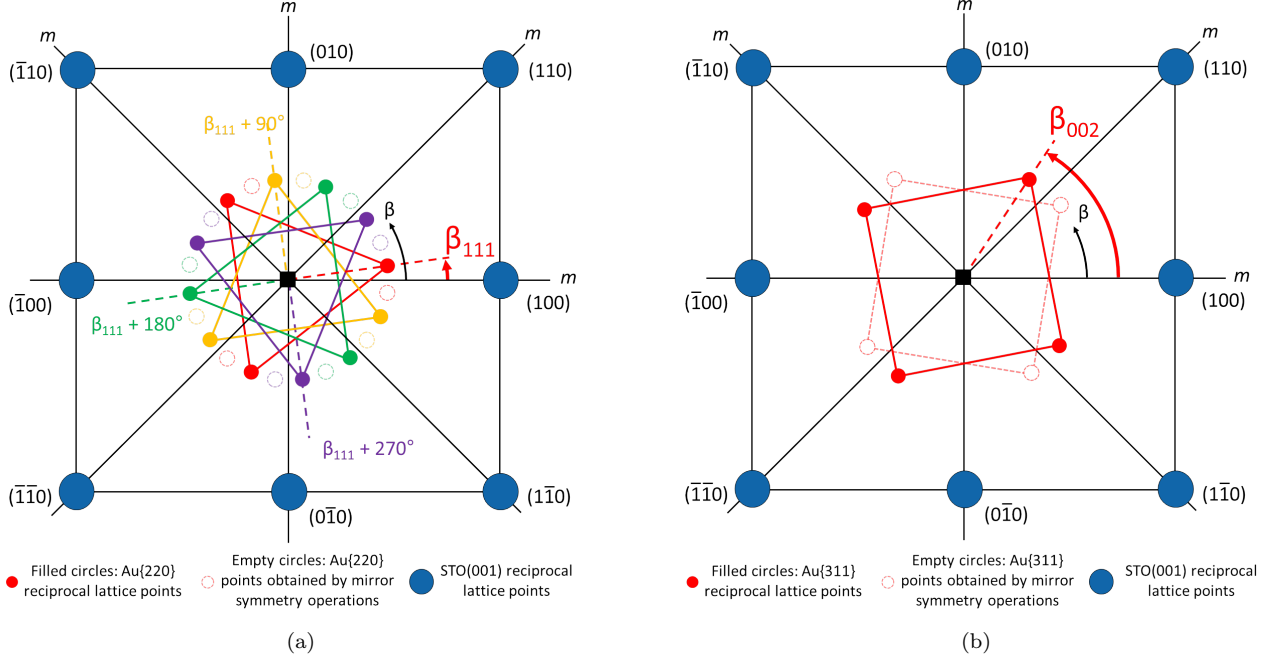 m
m
m
(1̅10)
(010)
(110)
β₁₁₁ + 90°
β
β₁₁₁
m
(1̅00)
(100)
β₁₁₁ + 180°
β₁₁₁ + 270°
(1̅1̅0)
(01̅0)
(11̅0)
Filled circles: Au{220}
reciprocal lattice points
Empty circles: Au{220}
points obtained by mirror
symmetry operations
STO(001) reciprocal
lattice points
(a)
m
m
m
(1̅10)
(010)
(110)
β₀₀₂
β
m
(1̅00)
(100)
(1̅1̅0)
(01̅0)
(11̅0)
Filled circles: Au{311}
reciprocal lattice points
Empty circles: Au{311}
points obtained by mirror
symmetry operations
STO(001) reciprocal
lattice points
(b)